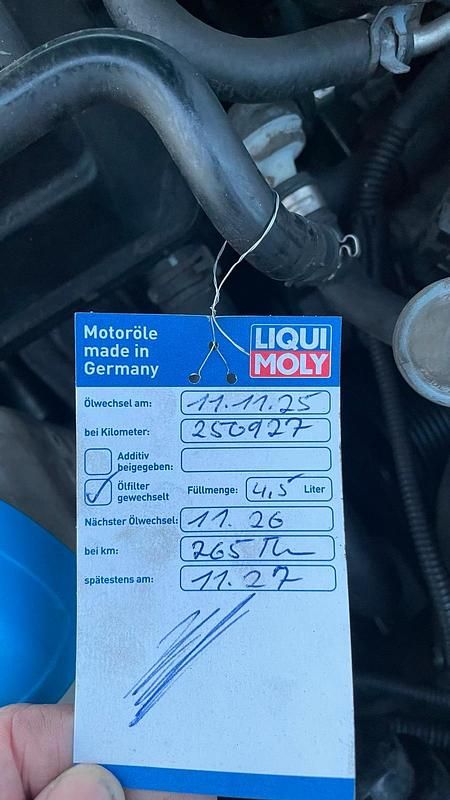 Motoröle
made in
Germany
LIQUI
MOLY
Ölwechsel am: 11.11.25
bei Kilometer: 250927
Additiv
beigegeben:
Ölfilter
gewechselt
Füllmenge: 4,5 Liter
Nächster Ölwechsel: 11.26
bei km: 265
spätestens am: 11.27